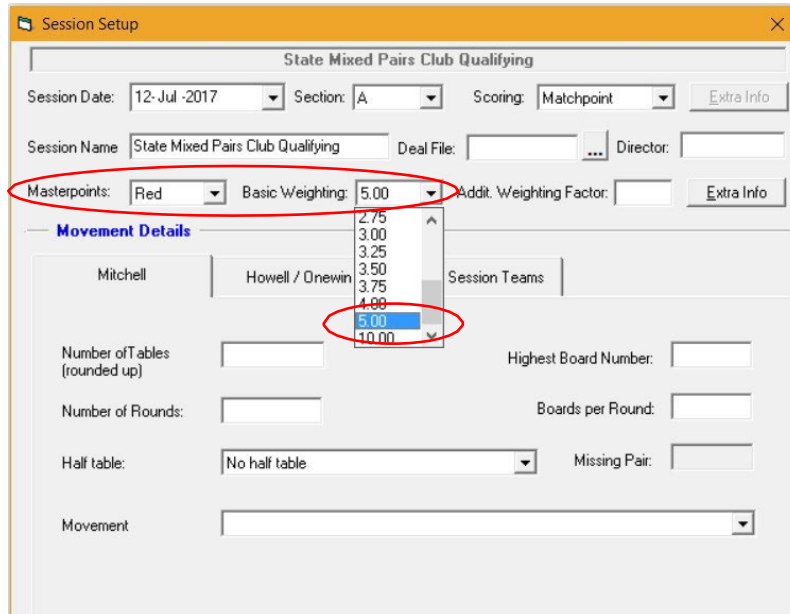 Session Setup
State Mixed Pairs Club Qualifying
Session Date: 12- Jul -2017 Section: A Scoring: Matchpoint Extra Info
Session Name State Mixed Pairs Club Qualifying Deal File: ... Director:
Masterpoints: Red Basic Weighting: 5.00 Addit. Weighting Factor: Extra Info
2.75
Movement Details 3.00
3.25
Mitchell Howell / Onewin 3.50 Session Teams
3.75
4.00
5.00
10.00
Number ofTables Highest Board Number:
(rounded up)
Number of Rounds: Boards per Round:
Half table: No half table Missing Pair:
Movement